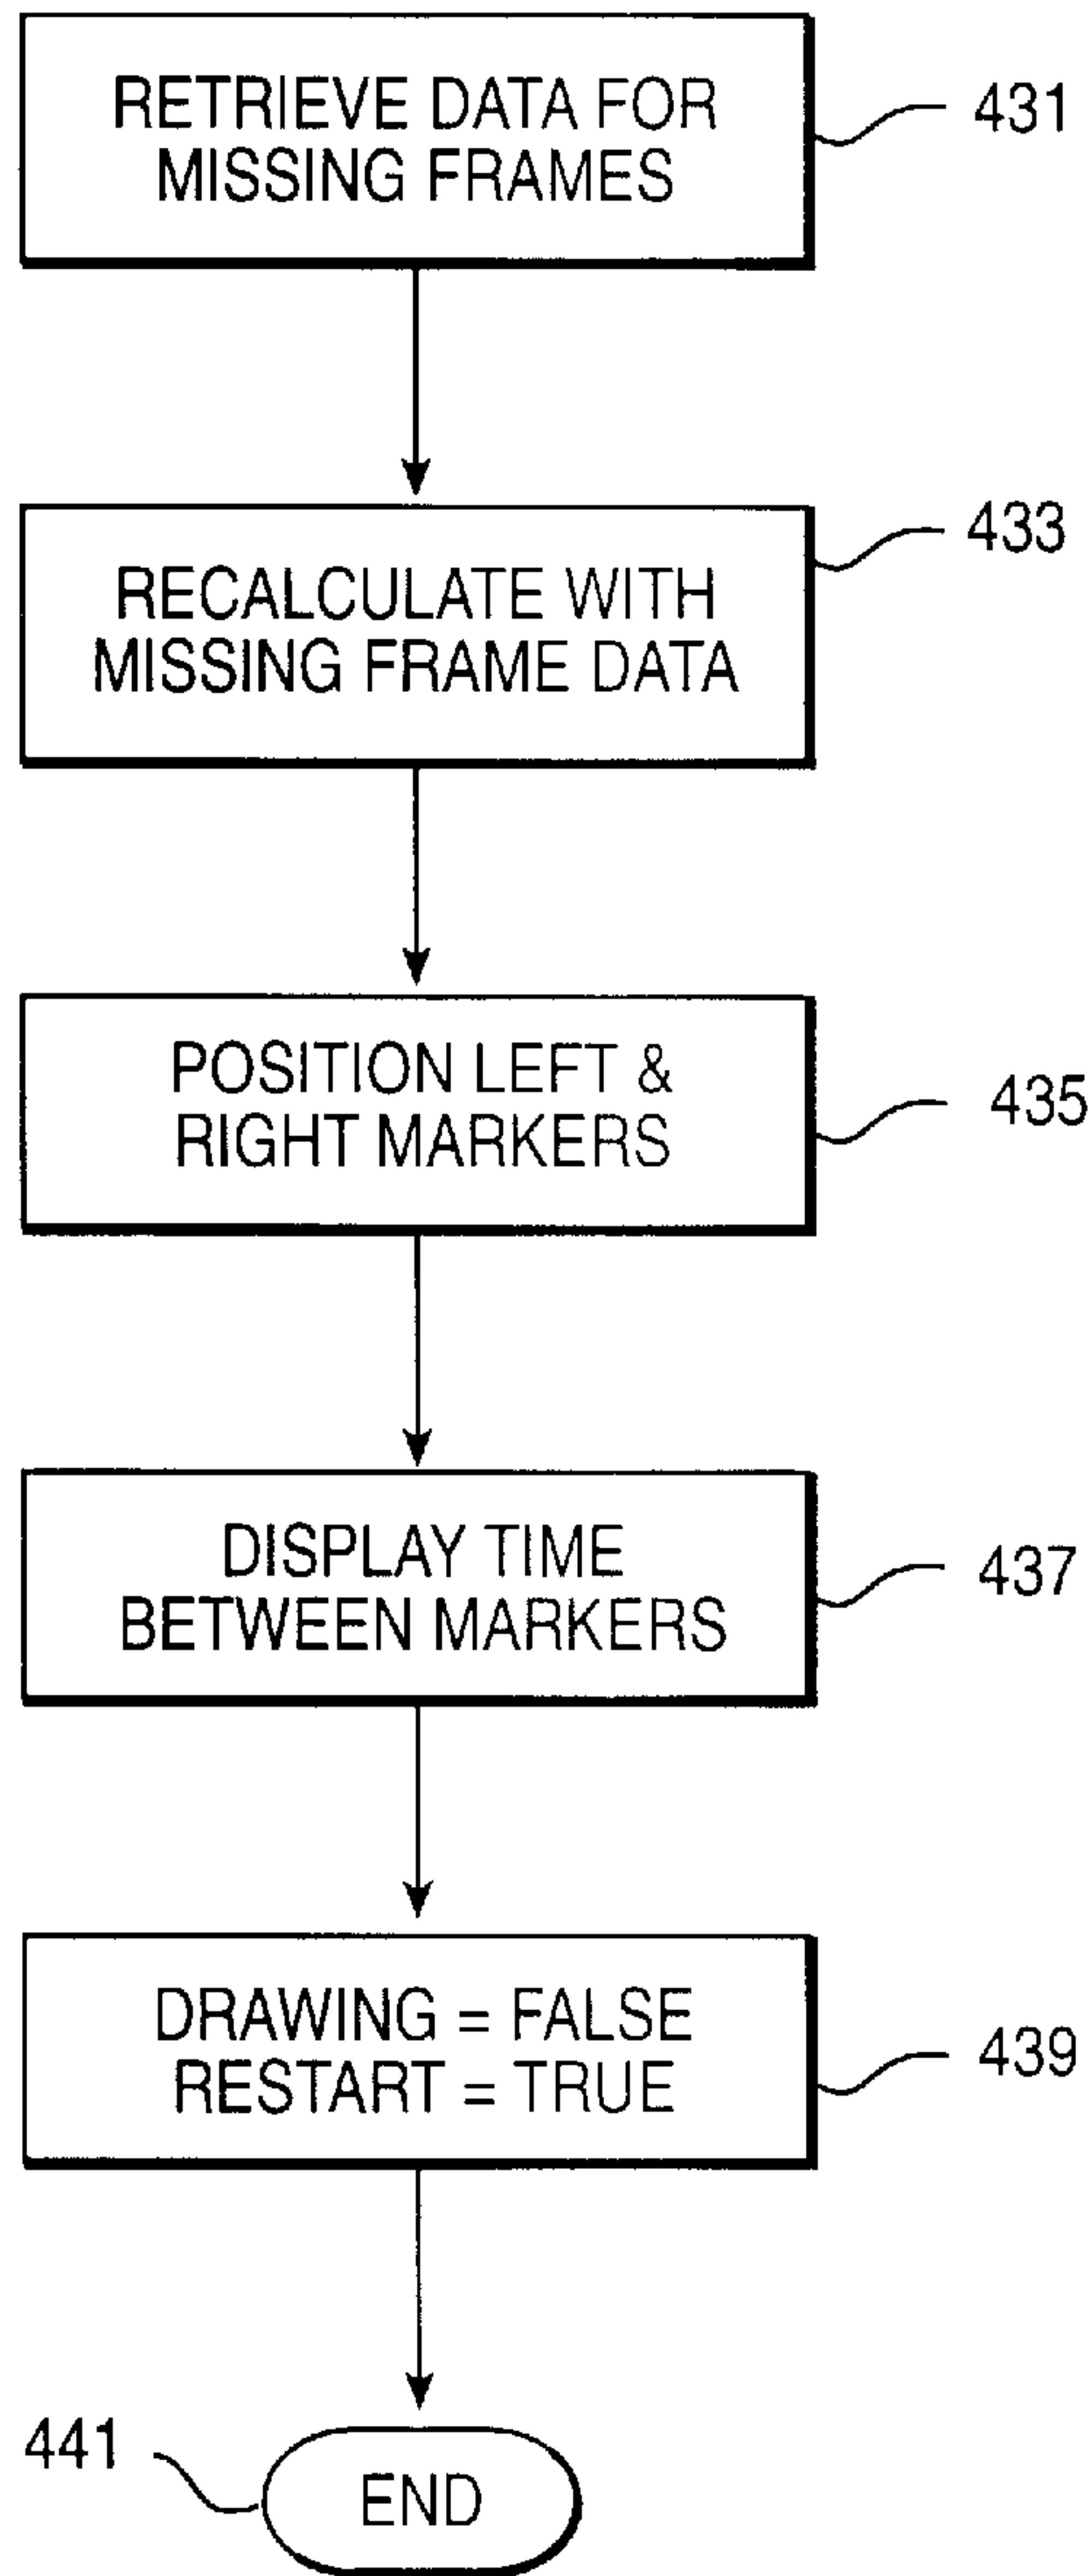 RETRIEVE DATA FOR
MISSING FRAMES
431
RECALCULATE WITH
MISSING FRAME DATA
433
POSITION LEFT &
RIGHT MARKERS
435
DISPLAY TIME
BETWEEN MARKERS
437
DRAWING = FALSE
RESTART = TRUE
439
441
END